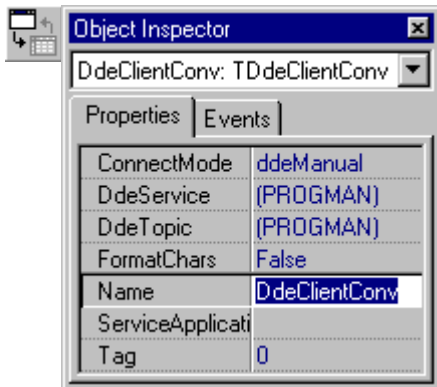 Object Inspector
DdeClientConv: TDdeClientConv
Properties Events
ConnectMode ddeManual
DdeService (PROGMAN)
DdeTopic (PROGMAN)
FormatChars False
Name DdeClientConv
ServiceApplicati
Tag 0